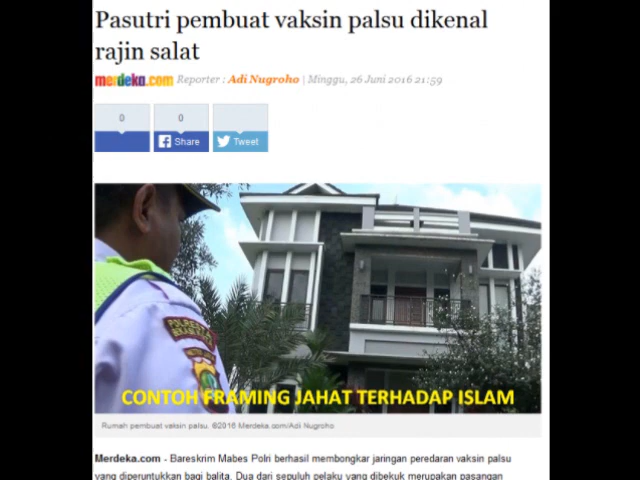 Pasutri pembuat vaksin palsu dikenal
rajin salat
merdeka.com Reporter : Adi Nugroho | Minggu, 26 Juni 2016 21:59
0 0
Share Tweet
CONTOH FRAMING JAHAT TERHADAP ISLAM
Rumah pembuat vaksin palsu. ©2016 Merdeka.com/Adi Nugroho
Merdeka.com - Bareskrim Mabes Polri berhasil membongkar jaringan peredaran vaksin palsu
yang diperuntukkan bagi balita. Dua dari sepuluh pelaku yang dibekuk merupakan pasangan